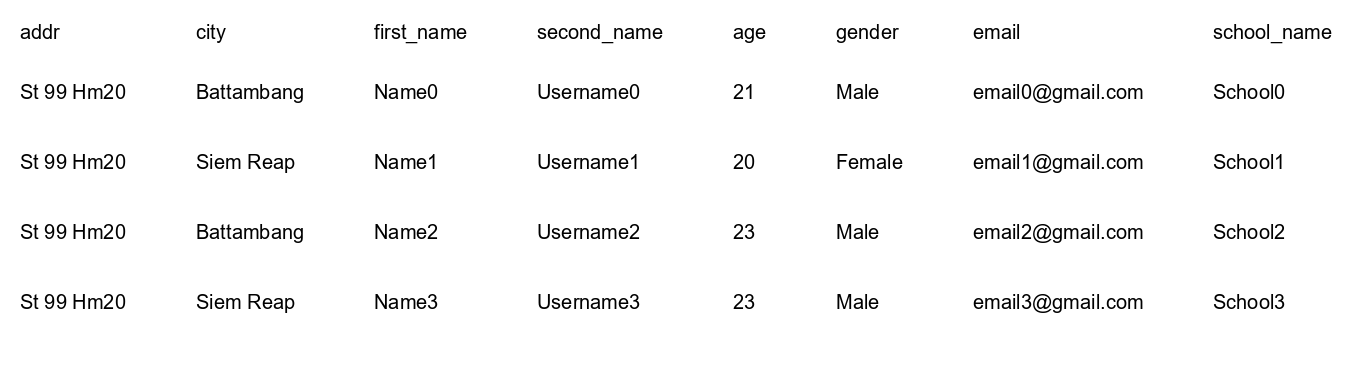 addr city first_name second_name age gender email school_name
St 99 Hm20 Battambang Name0 Username0 21 Male email0@gmail.com School0
St 99 Hm20 Siem Reap Name1 Username1 20 Female email1@gmail.com School1
St 99 Hm20 Battambang Name2 Username2 23 Male email2@gmail.com School2
St 99 Hm20 Siem Reap Name3 Username3 23 Male email3@gmail.com School3